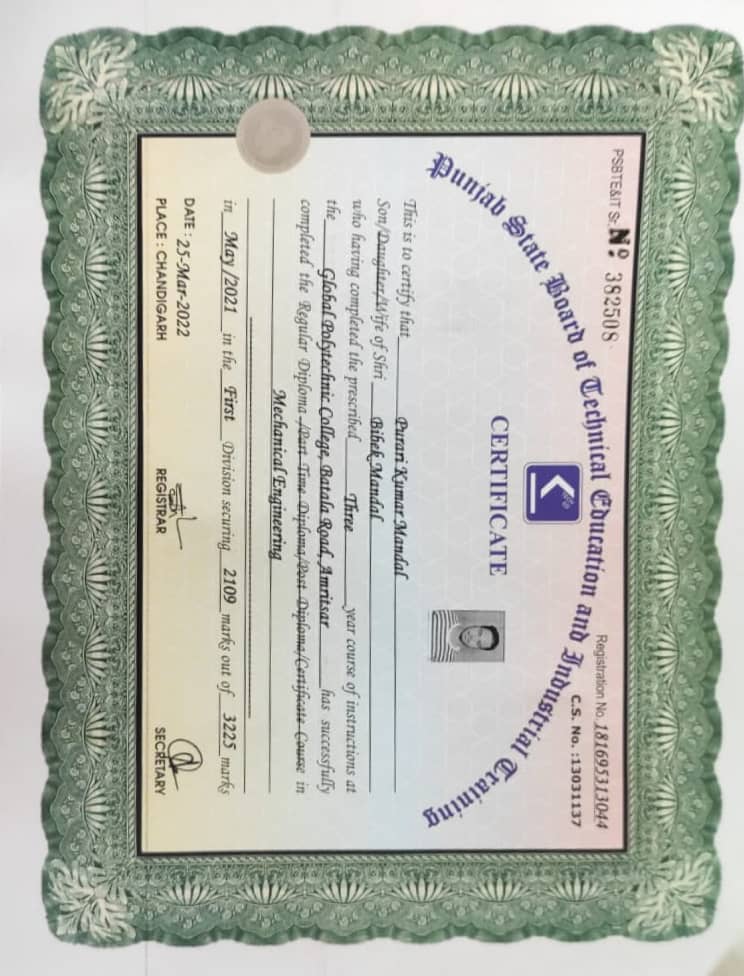 PSBTE&IT Sr. Nº 382508
Registration No. 181695313044
C.S. No. :13031137
Punjab State Board of Technical Education and Industrial Training
CERTIFICATE
This is to certify that Purari Kumar Mandal
Son/Daughter/Wife of Shri Bibek Mandal
who having completed the prescribed Three year course of instructions at
the Global Polytechnic College, Batala Road, Amritsar has successfully
completed the Regular Diploma /Part Time Diploma/Post Diploma/Certificate Course in
Mechanical Engineering
in May/2021 in the First Division securing 2109 marks out of 3225 marks
DATE : 25-Mar-2022
PLACE : CHANDIGARH
REGISTRAR
SECRETARY